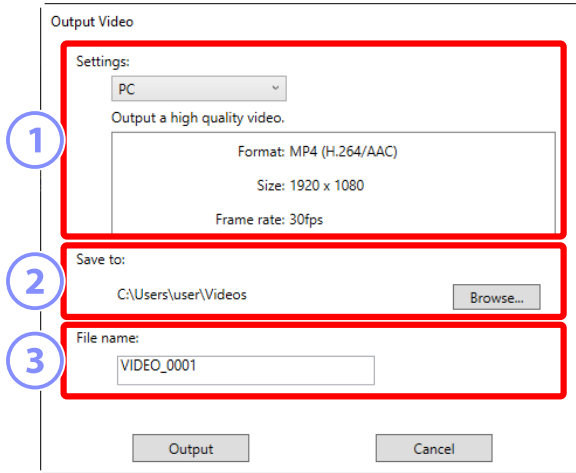 Output Video
Settings:
PC
Output a high quality video.
Format: MP4 (H.264/AAC)
Size: 1920 x 1080
Frame rate: 30fps
1
Save to:
C:\Users\user\Videos
Browse...
2
File name:
VIDEO_0001
3
Output
Cancel